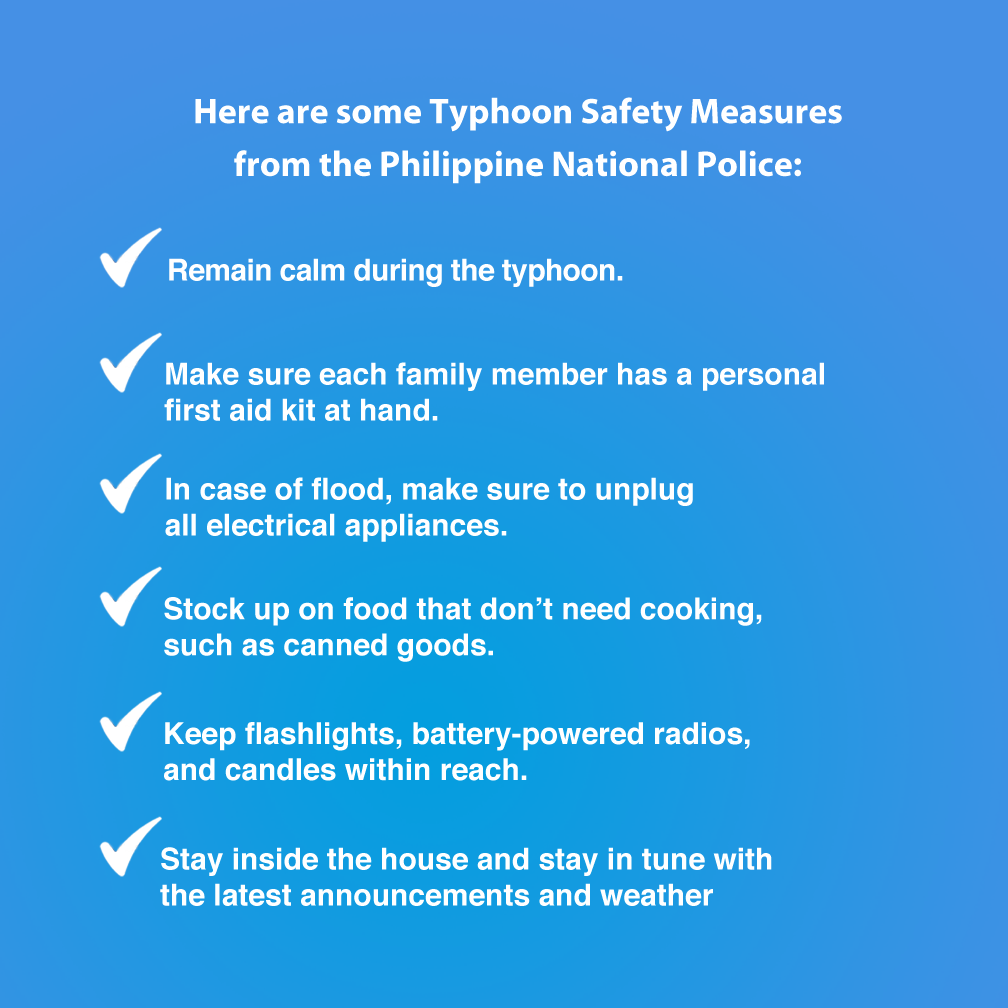 Here are some Typhoon Safety Measures
from the Philippine National Police:
Remain calm during the typhoon.
Make sure each family member has a personal
first aid kit at hand.
In case of flood, make sure to unplug
all electrical appliances.
Stock up on food that don’t need cooking,
such as canned goods.
Keep flashlights, battery-powered radios,
and candles within reach.
Stay inside the house and stay in tune with
the latest announcements and weather